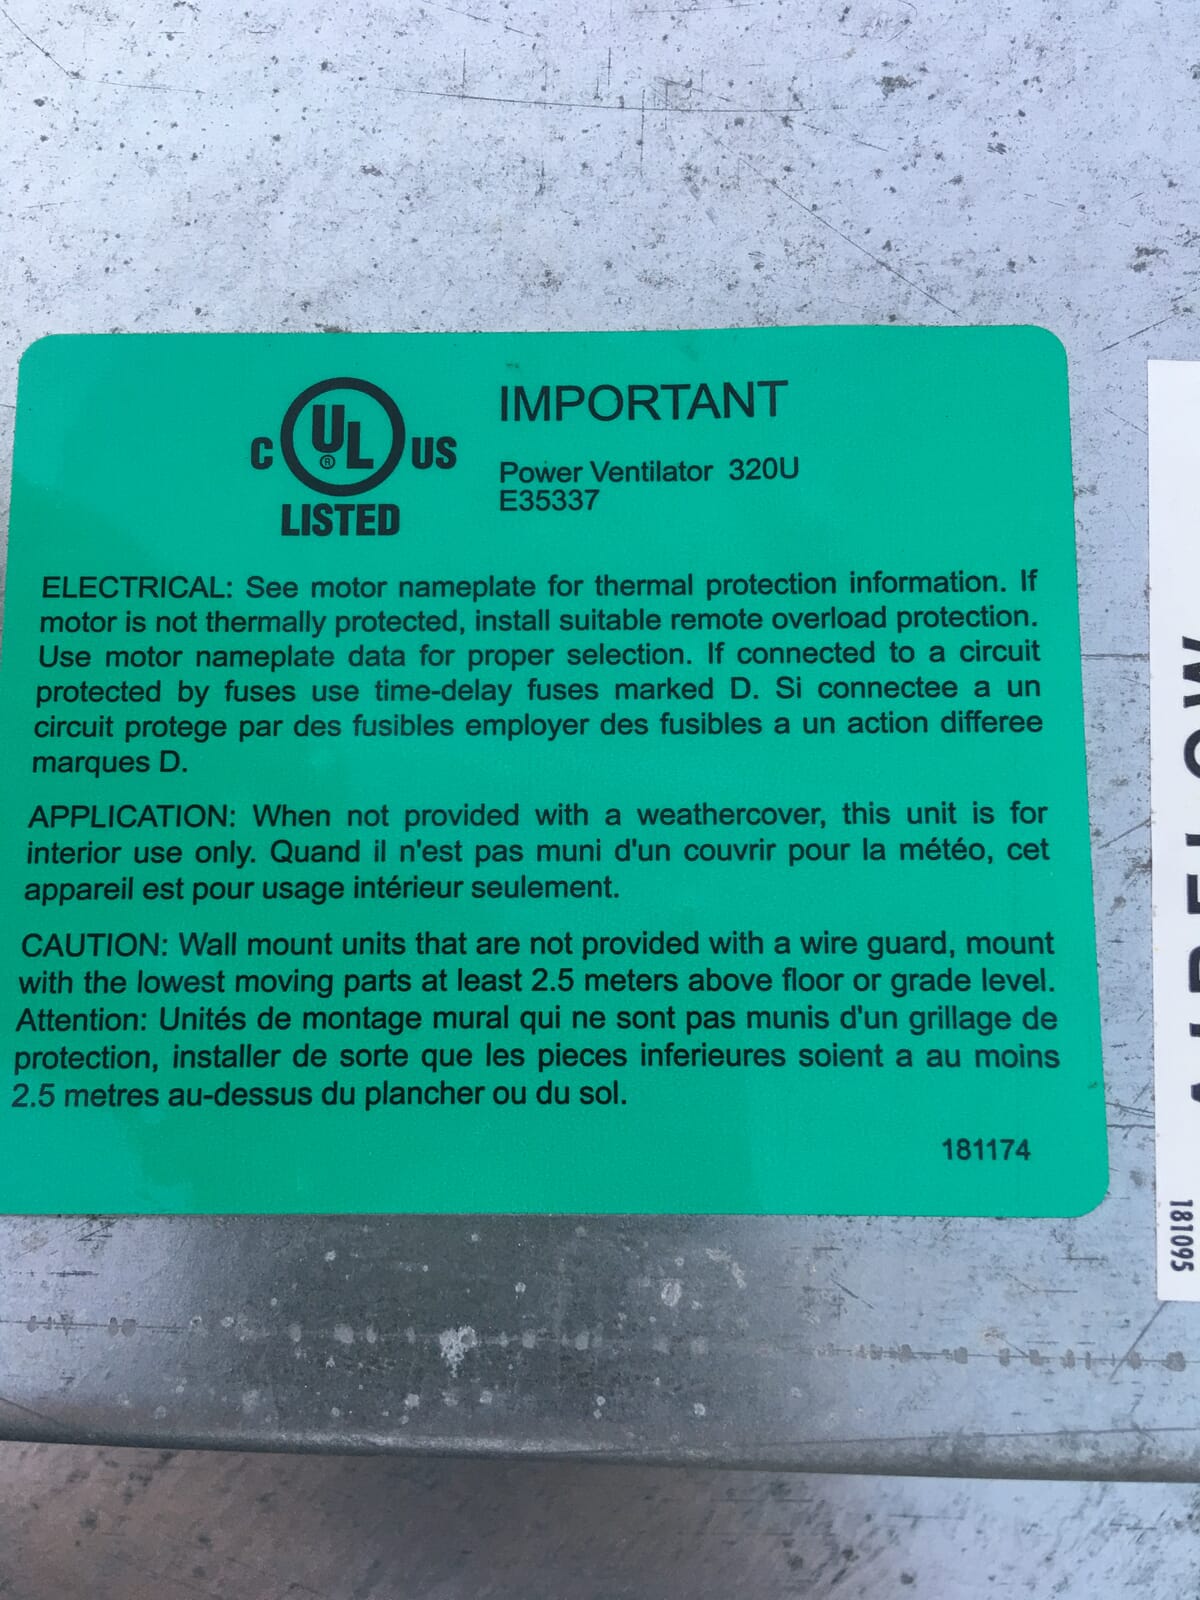 C UL® US
LISTED
IMPORTANT
Power Ventilator 320U
E35337
ELECTRICAL: See motor nameplate for thermal protection information. If
motor is not thermally protected, install suitable remote overload protection.
Use motor nameplate data for proper selection. If connected to a circuit
protected by fuses use time-delay fuses marked D. Si connectee a un
circuit protege par des fusibles employer des fusibles a un action differee
marques D.
APPLICATION: When not provided with a weathercover, this unit is for
interior use only. Quand il n'est pas muni d'un couvrir pour la météo, cet
appareil est pour usage intérieur seulement.
CAUTION: Wall mount units that are not provided with a wire guard, mount
with the lowest moving parts at least 2.5 meters above floor or grade level.
Attention: Unités de montage mural qui ne sont pas munis d'un grillage de
protection, installer de sorte que les pieces inferieures soient a au moins
2.5 metres au-dessus du plancher ou du sol.
181174
181095